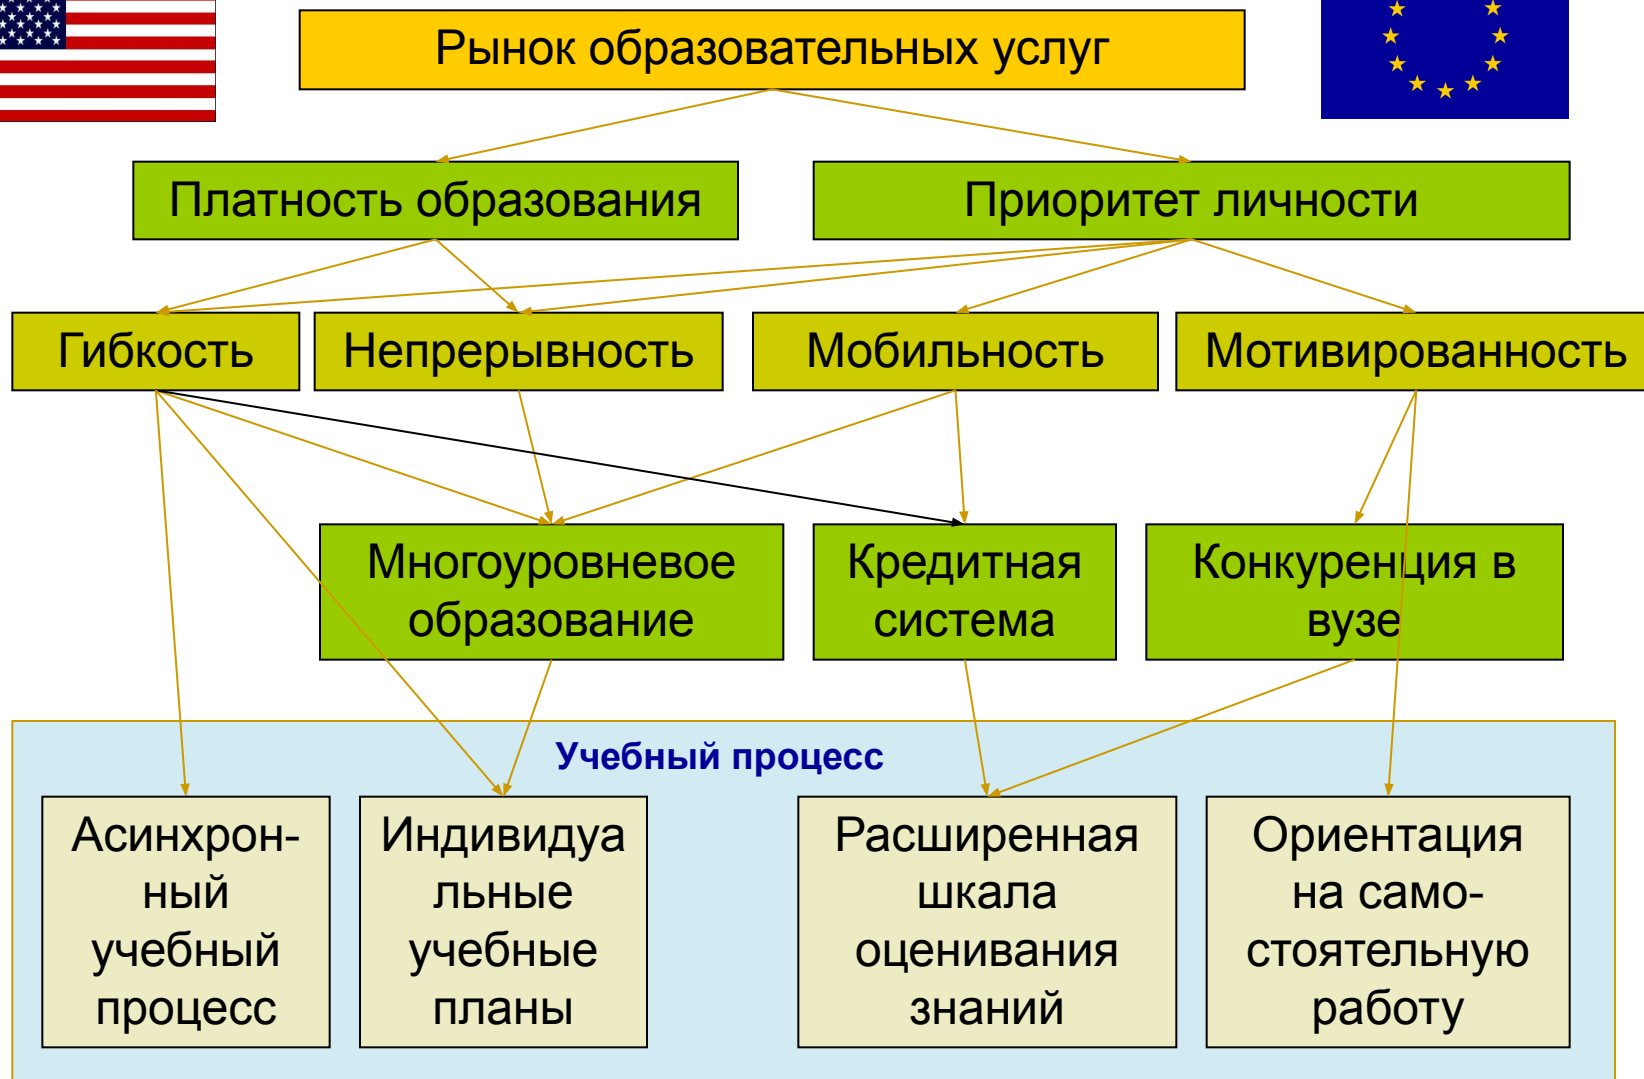 Рынок образовательных услуг
Платность образования
Приоритет личности
Гибкость
Непрерывность
Мобильность
Мотивированность
Многоуровневое
образование
Кредитная
система
Конкуренция в
вузе
Учебный процесс
Асинхрон-
ный
учебный
процесс
Индивидуа
льные
учебные
планы
Расширенная
шкала
оценивания
знаний
Ориентация
на само-
стоятельную
работу